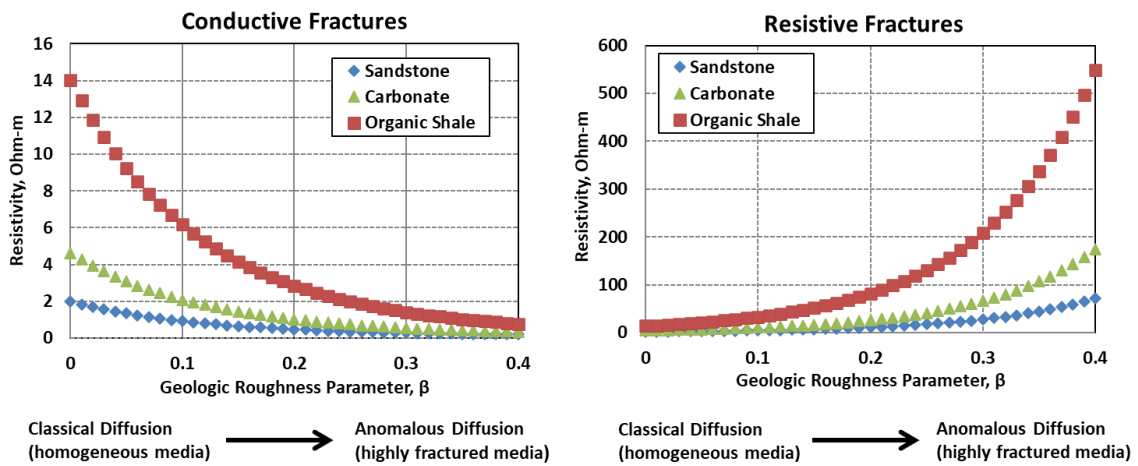 Conductive Fractures
Resistivity, Ohm-m
16
14
12
10
8
6
4
2
0
Sandstone
Carbonate
Organic Shale
0 0.1 0.2 0.3 0.4
Geologic Roughness Parameter, β
Classical Diffusion
(homogeneous media)
Anomalous Diffusion
(highly fractured media)
Resistive Fractures
Resistivity, Ohm-m
600
500
400
300
200
100
0
Sandstone
Carbonate
Organic Shale
0 0.1 0.2 0.3 0.4
Geologic Roughness Parameter, β
Classical Diffusion
(homogeneous media)
Anomalous Diffusion
(highly fractured media)